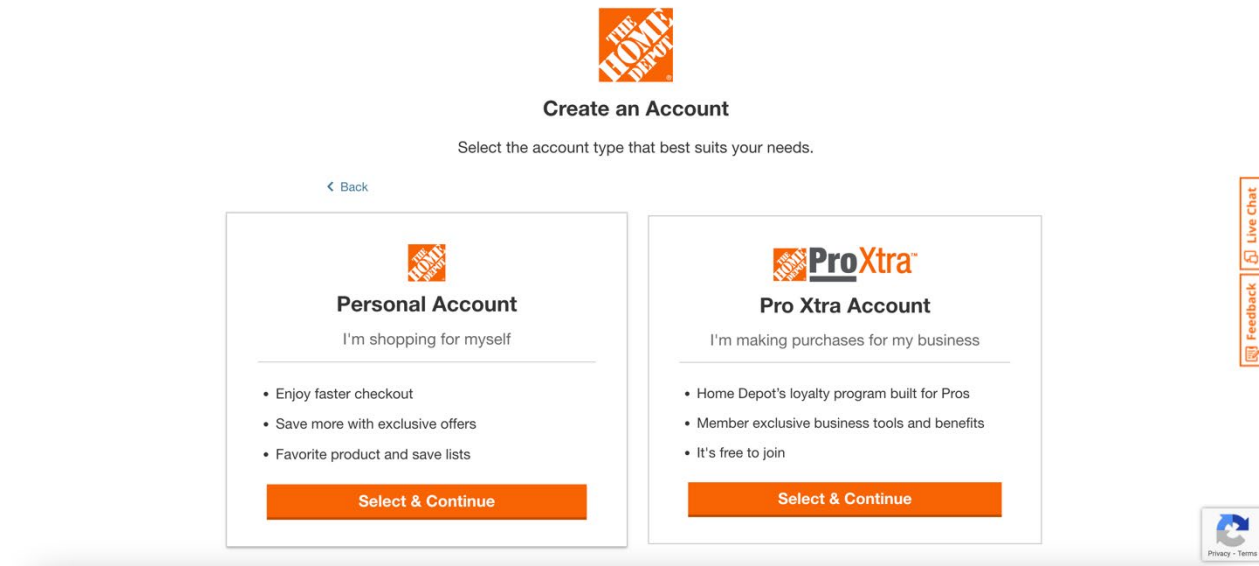 THE
HOME
DEPOT
Create an Account
Select the account type that best suits your needs.
Back
THE
HOME
DEPOT
Personal Account
I'm shopping for myself
• Enjoy faster checkout
• Save more with exclusive offers
• Favorite product and save lists
Select & Continue
THE
HOME
DEPOT
ProXtra™
Pro Xtra Account
I'm making purchases for my business
• Home Depot’s loyalty program built for Pros
• Member exclusive business tools and benefits
• It's free to join
Select & Continue
Live Chat
Feedback
Privacy - Terms